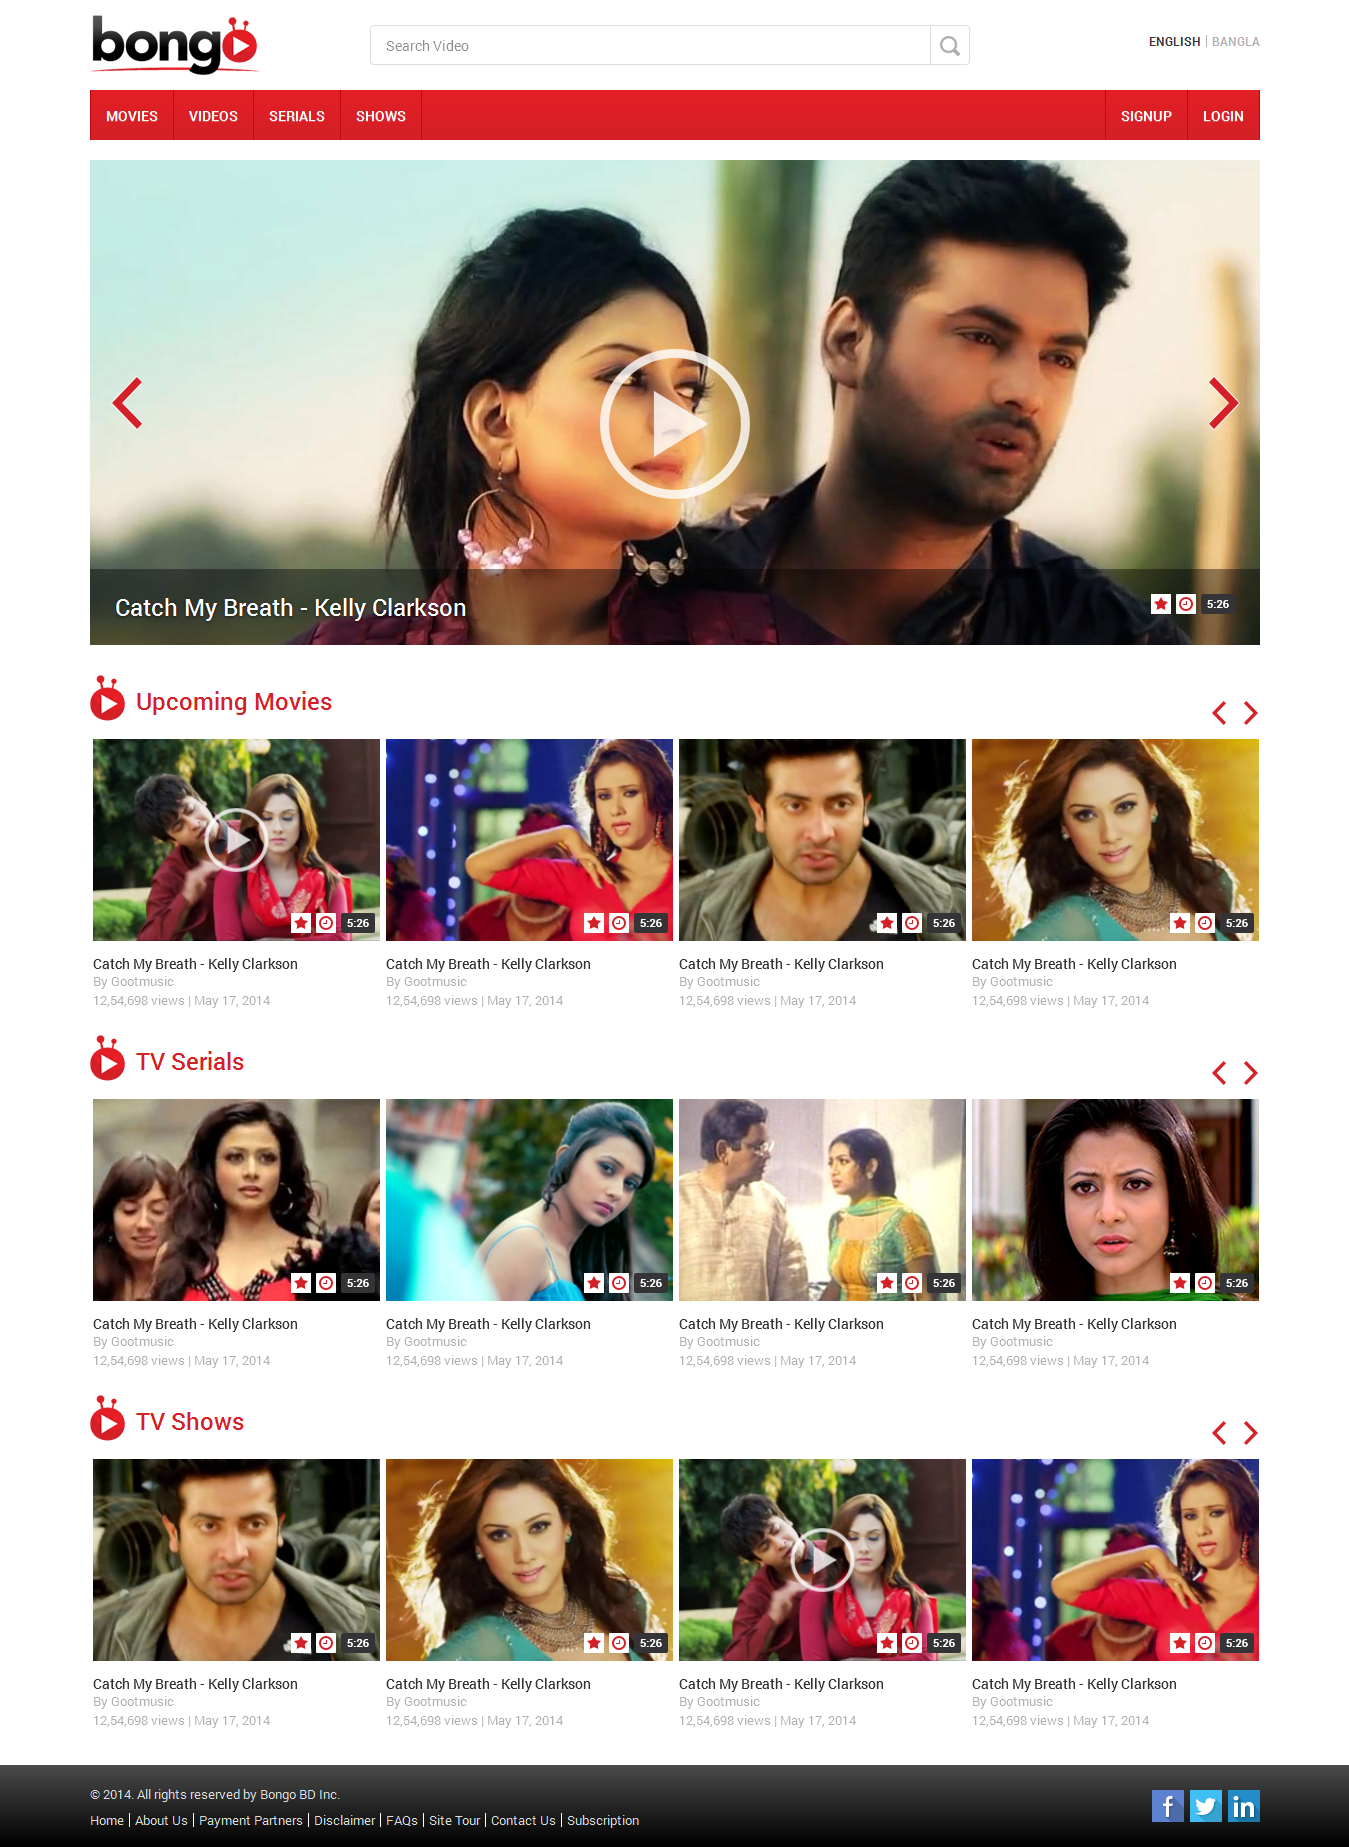 bongo
Search Video
ENGLISH | BANGLA
MOVIES VIDEOS SERIALS SHOWS SIGNUP LOGIN
Catch My Breath - Kelly Clarkson 5:26
Upcoming Movies
5:26 5:26 5:26 5:26
Catch My Breath - Kelly Clarkson Catch My Breath - Kelly Clarkson Catch My Breath - Kelly Clarkson Catch My Breath - Kelly Clarkson
By Gootmusic By Gootmusic By Gootmusic By Gootmusic
12,54,698 views | May 17, 2014 12,54,698 views | May 17, 2014 12,54,698 views | May 17, 2014 12,54,698 views | May 17, 2014
TV Serials
5:26 5:26 5:26 5:26
Catch My Breath - Kelly Clarkson Catch My Breath - Kelly Clarkson Catch My Breath - Kelly Clarkson Catch My Breath - Kelly Clarkson
By Gootmusic By Gootmusic By Gootmusic By Gootmusic
12,54,698 views | May 17, 2014 12,54,698 views | May 17, 2014 12,54,698 views | May 17, 2014 12,54,698 views | May 17, 2014
TV Shows
5:26 5:26 5:26 5:26
Catch My Breath - Kelly Clarkson Catch My Breath - Kelly Clarkson Catch My Breath - Kelly Clarkson Catch My Breath - Kelly Clarkson
By Gootmusic By Gootmusic By Gootmusic By Gootmusic
12,54,698 views | May 17, 2014 12,54,698 views | May 17, 2014 12,54,698 views | May 17, 2014 12,54,698 views | May 17, 2014
© 2014. All rights reserved by Bongo BD Inc.
Home | About Us | Payment Partners | Disclaimer | FAQs | Site Tour | Contact Us | Subscription
f in